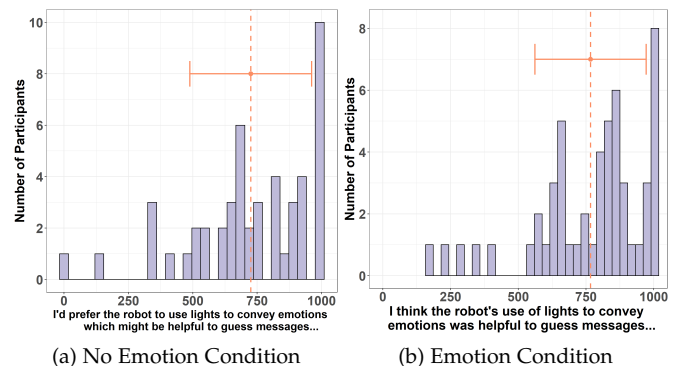 10
8
6
4
2
0
Number of Participants
0 250 500 750 1000
I'd prefer the robot to use lights to convey emotions
which might be helpful to guess messages...
(a) No Emotion Condition
8
6
4
2
0
Number of Participants
0 250 500 750 1000
I think the robot's use of lights to convey
emotions was helpful to guess messages...
(b) Emotion Condition